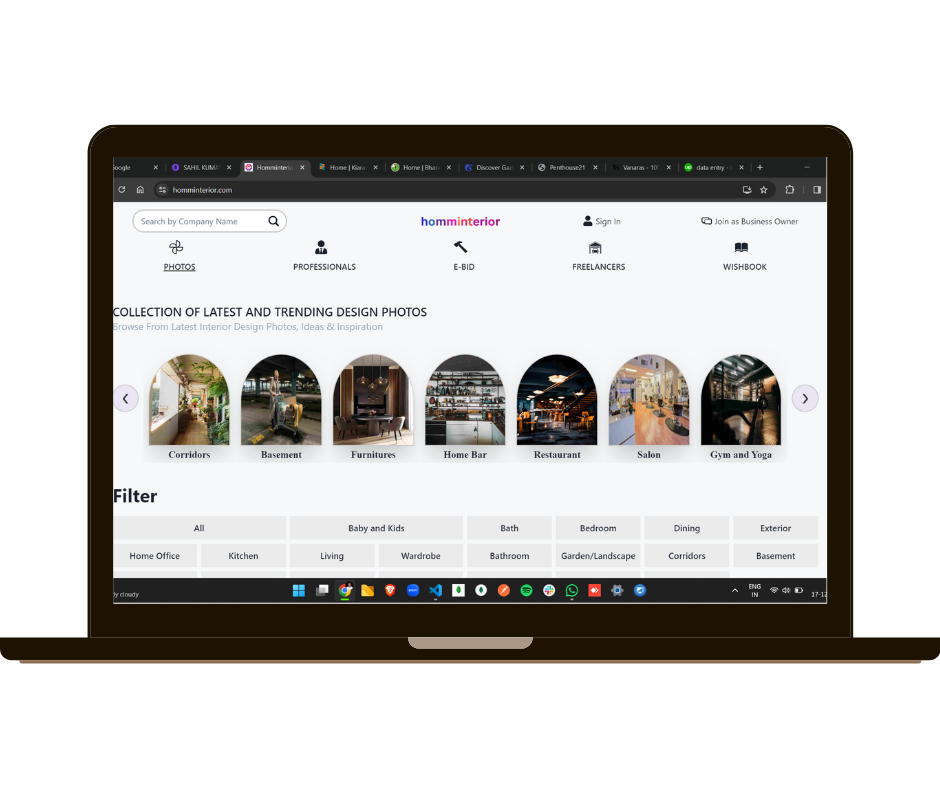 oogle SAHIL KUMA Homminteri Home | Kiara Home | Bhar Discover Gac Penthouse21 Vanaras - 10 data entry -
homminterior.com
Search by Company Name homminterior Sign In Join as Business Owner
PHOTOS PROFESSIONALS E-BID FREELANCERS WISHBOOK
COLLECTION OF LATEST AND TRENDING DESIGN PHOTOS
Browse From Latest Interior Design Photos, Ideas & Inspiration
Corridors Basement Furnitures Home Bar Restaurant Salon Gym and Yoga
Filter
All Baby and Kids Bath Bedroom Dining Exterior
Home Office Kitchen Living Wardrobe Bathroom Garden/Landscape Corridors Basement
ly cloudy ENG
IN 17-12